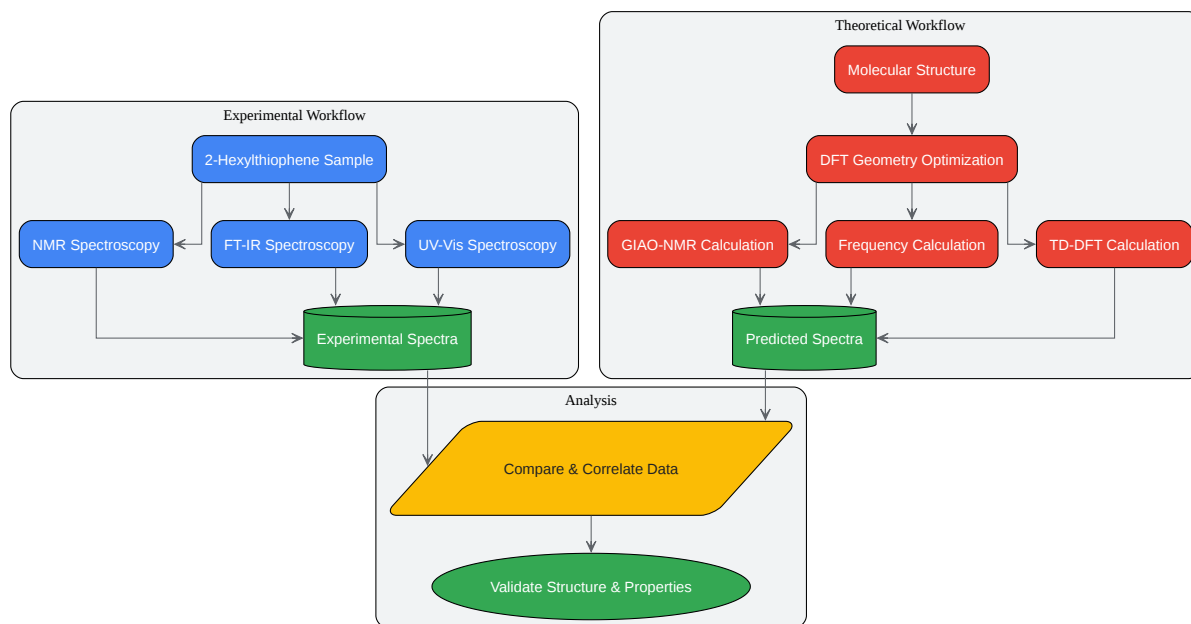 Theoretical Workflow
Molecular Structure
Experimental Workflow
2-Hexylthiophene Sample
DFT Geometry Optimization
NMR Spectroscopy
FT-IR Spectroscopy
UV-Vis Spectroscopy
GIAO-NMR Calculation
Frequency Calculation
TD-DFT Calculation
Experimental Spectra
Predicted Spectra
Analysis
Compare & Correlate Data
Validate Structure & Properties